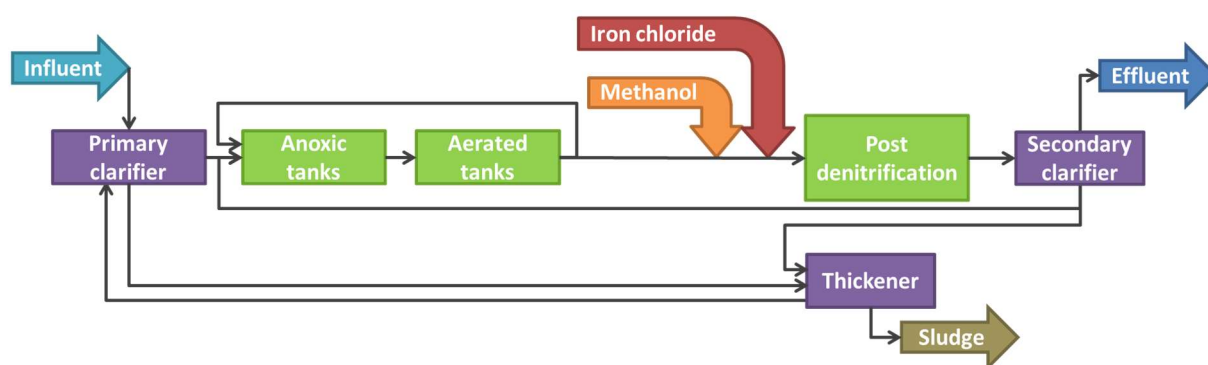 Iron chloride
Influent
Effluent
Methanol
Primary
clarifier
Anoxic
tanks
Aerated
tanks
Post
denitrification
Secondary
clarifier
Thickener
Sludge